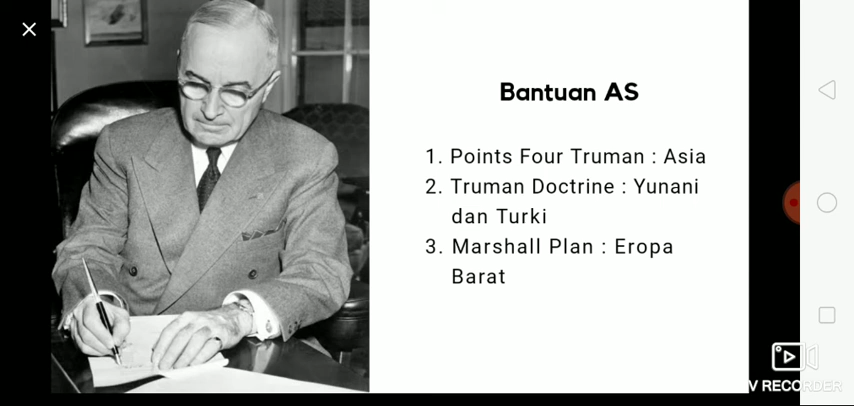 Bantuan AS
1. Points Four Truman : Asia
2. Truman Doctrine : Yunani
dan Turki
3. Marshall Plan : Eropa
Barat
V RECORDER